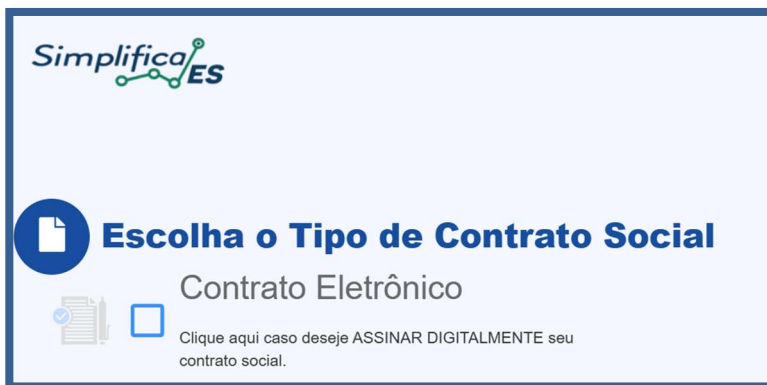 Simplifica
ES
Escolha o Tipo de Contrato Social
Contrato Eletrônico
Clique aqui caso deseje ASSINAR DIGITALMENTE seu
contrato social.